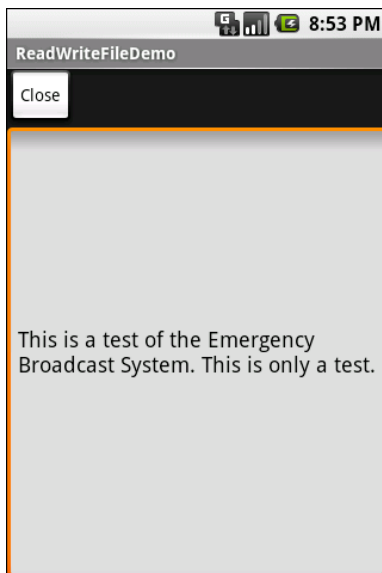 8:53 PM
ReadWriteFileDemo
Close
This is a test of the Emergency
Broadcast System. This is only a test.